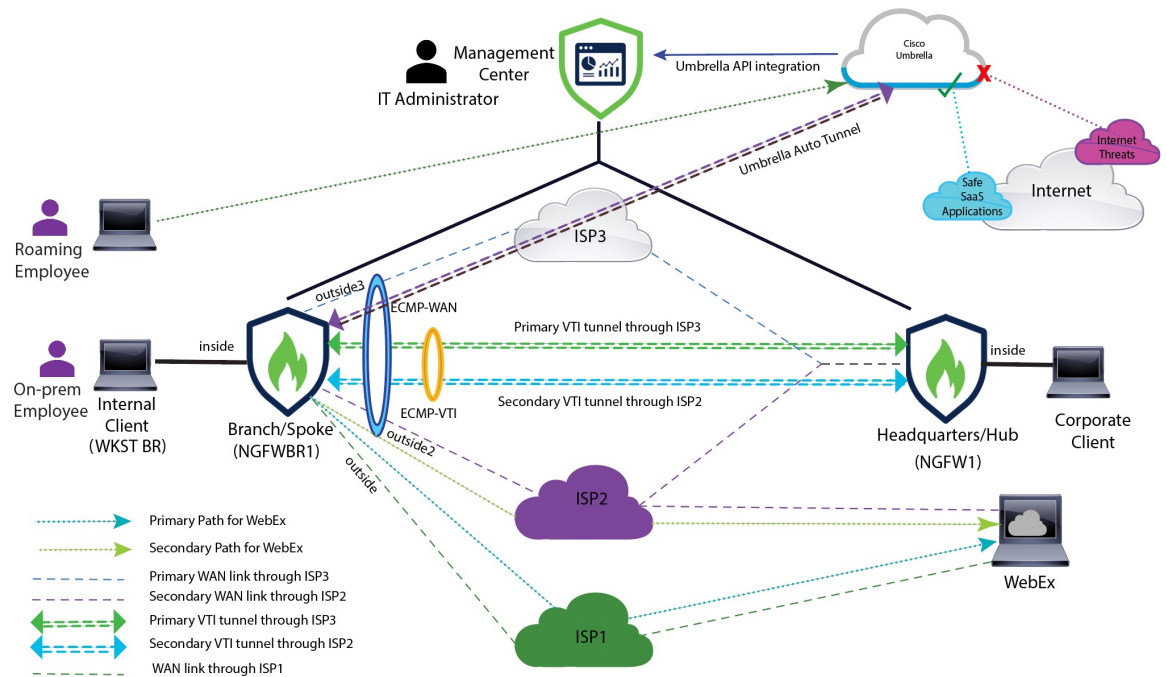 Management
Center
IT Administrator
Umbrella API integration
Cisco
Umbrella
Internet
Threats
Safe
SaaS
Applications
Internet
Umbrella Auto Tunnel
Roaming
Employee
ISP3
outside3
ECMP-WAN
Primary VTI tunnel through ISP3
inside
inside
On-prem
Employee
Internal
Client
(WKST BR)
Secondary VTI tunnel through ISP2
ECMP-VTI
Branch/Spoke
(NGFWBR1)
outside2
outside
Headquarters/Hub
(NGFW1)
Corporate
Client
ISP2
WebEx
ISP1
Primary Path for WebEx
Secondary Path for WebEx
Primary WAN link through ISP3
Secondary WAN link through ISP2
Primary VTI tunnel through ISP3
Secondary VTI tunnel through ISP2
WAN link through ISP1